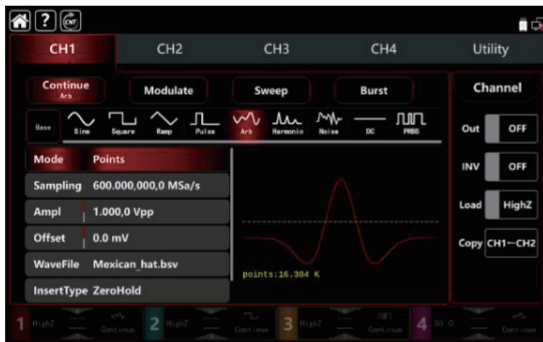 ? CNT
CH1 CH2 CH3 CH4 Utility
Continue Modulate Sweep Burst Channel
Arb
Base Sine Square Ramp Pulse Arb Harmonic Noise DC PRBS
Out OFF
Mode Points
INV OFF
Sampling 600.000,000,0 MSa/s
Load HighZ
Ampl 1.000,0 Vpp
Offset 0.0 mV
Copy CH1←CH2
WaveFile Mexican_hat.bsv
points:16.384 K
InsertType ZeroHold
1 HighZ Continue 2 HighZ Continue 3 HighZ Continue 4 50 Ω Continue